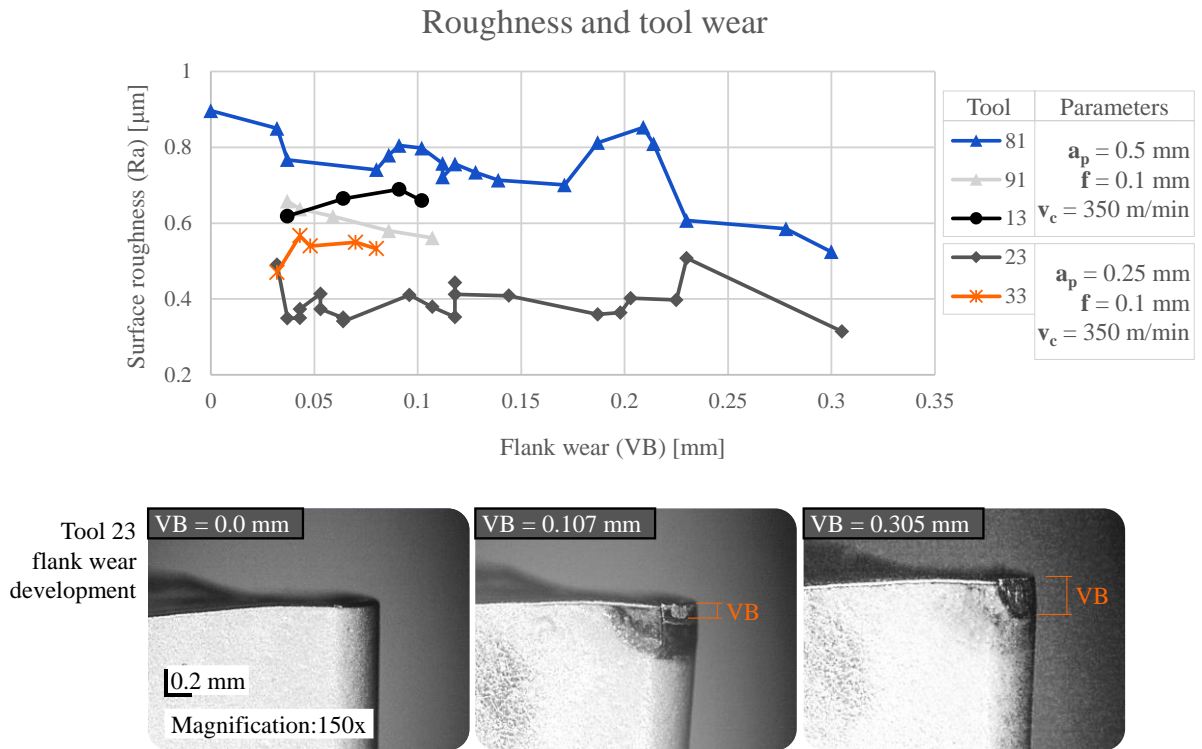 Roughness and tool wear
Surface roughness (Ra) [µm]
1
0.8
0.6
0.4
0.2
0
0.05
0.1
0.15
0.2
0.25
0.3
0.35
Flank wear (VB) [mm]
Tool
Parameters
81
91
13
aₚ = 0.5 mm
f = 0.1 mm
v_c = 350 m/min
23
33
aₚ = 0.25 mm
f = 0.1 mm
v_c = 350 m/min
Tool 23
flank wear
development
VB = 0.0 mm
0.2 mm
Magnification:150x
VB = 0.107 mm
VB
VB = 0.305 mm
VB